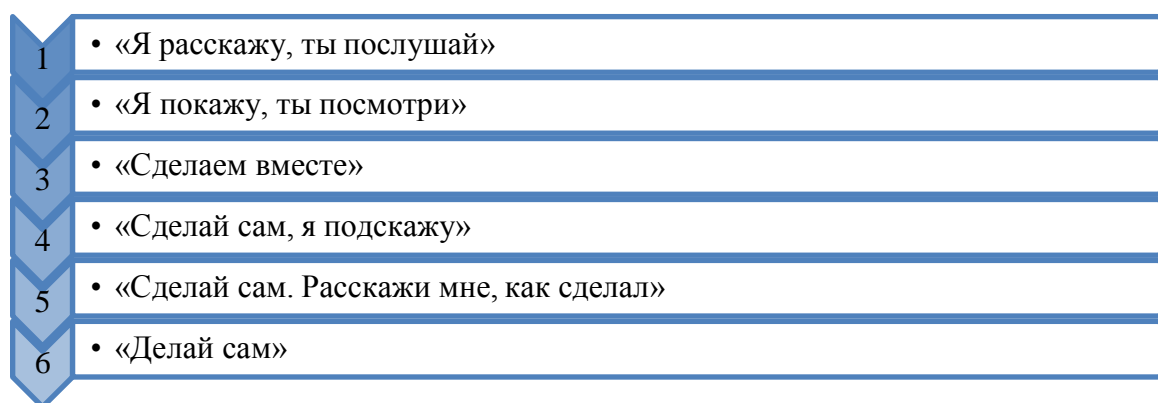 1 • «Я расскажу, ты послушай»
2 • «Я покажу, ты посмотри»
3 • «Сделаем вместе»
4 • «Сделай сам, я подскажу»
5 • «Сделай сам. Расскажи мне, как сделал»
6 • «Делай сам»